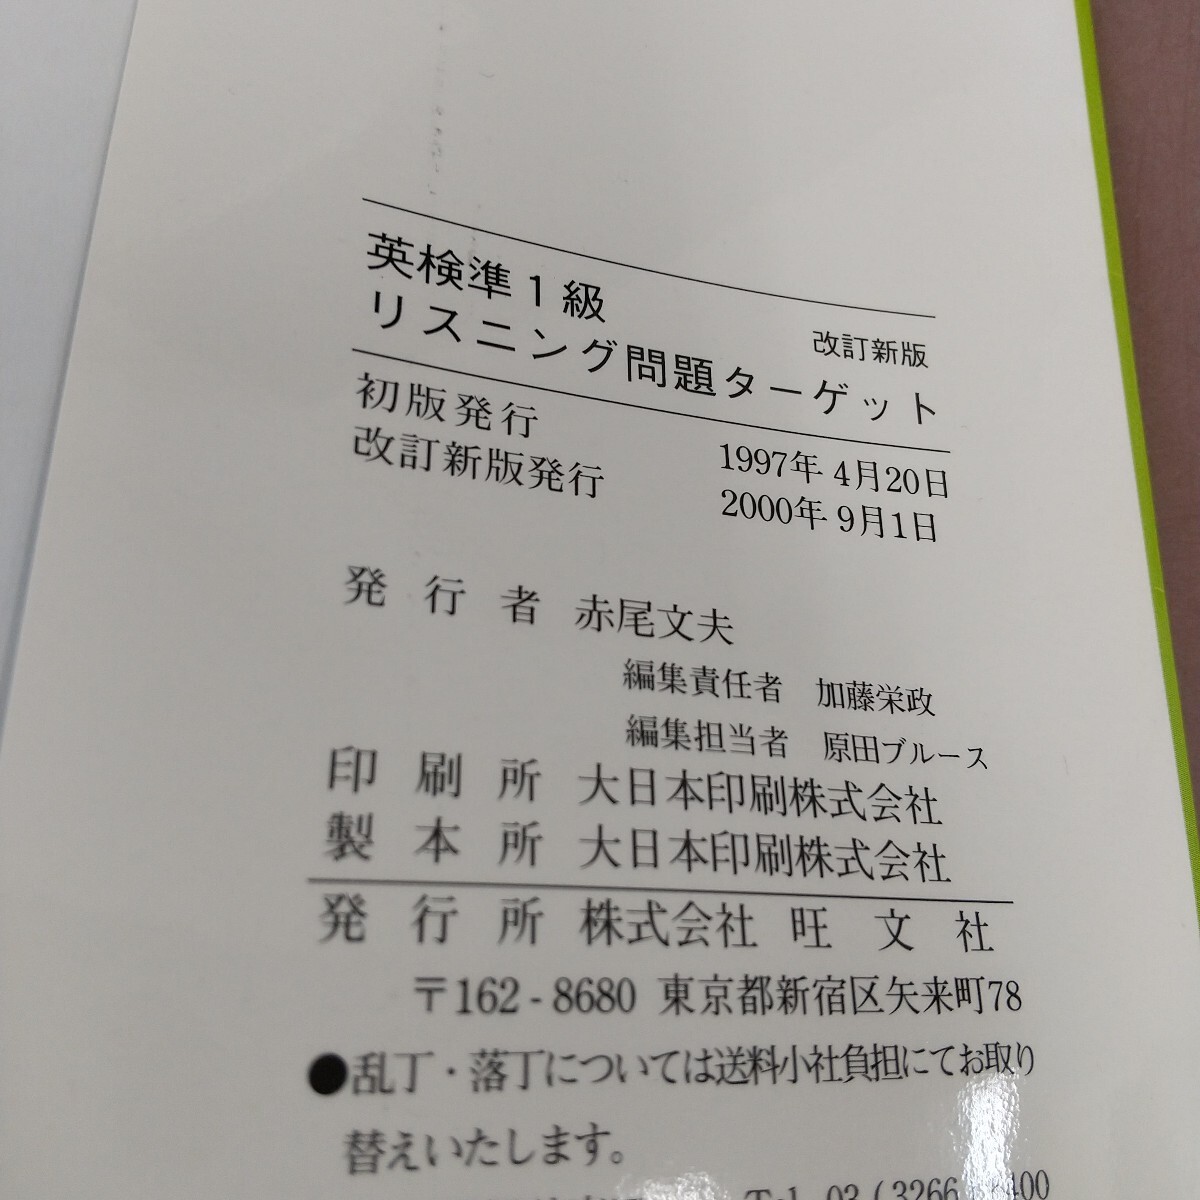 英検準1級
リスニング問題ターゲット 改訂新版
初版発行 1997年 4月20日
改訂新版発行 2000年 9月1日
発行者 赤尾文夫
編集責任者 加藤栄政
編集担当者 原田ブルース
印刷所 大日本印刷株式会社
製本所 大日本印刷株式会社
発行所 株式会社 旺文社
〒162-8680 東京都新宿区矢来町78
●乱丁・落丁については送料小社負担にてお取り
替えいたします。
Tel 03(3266)6400